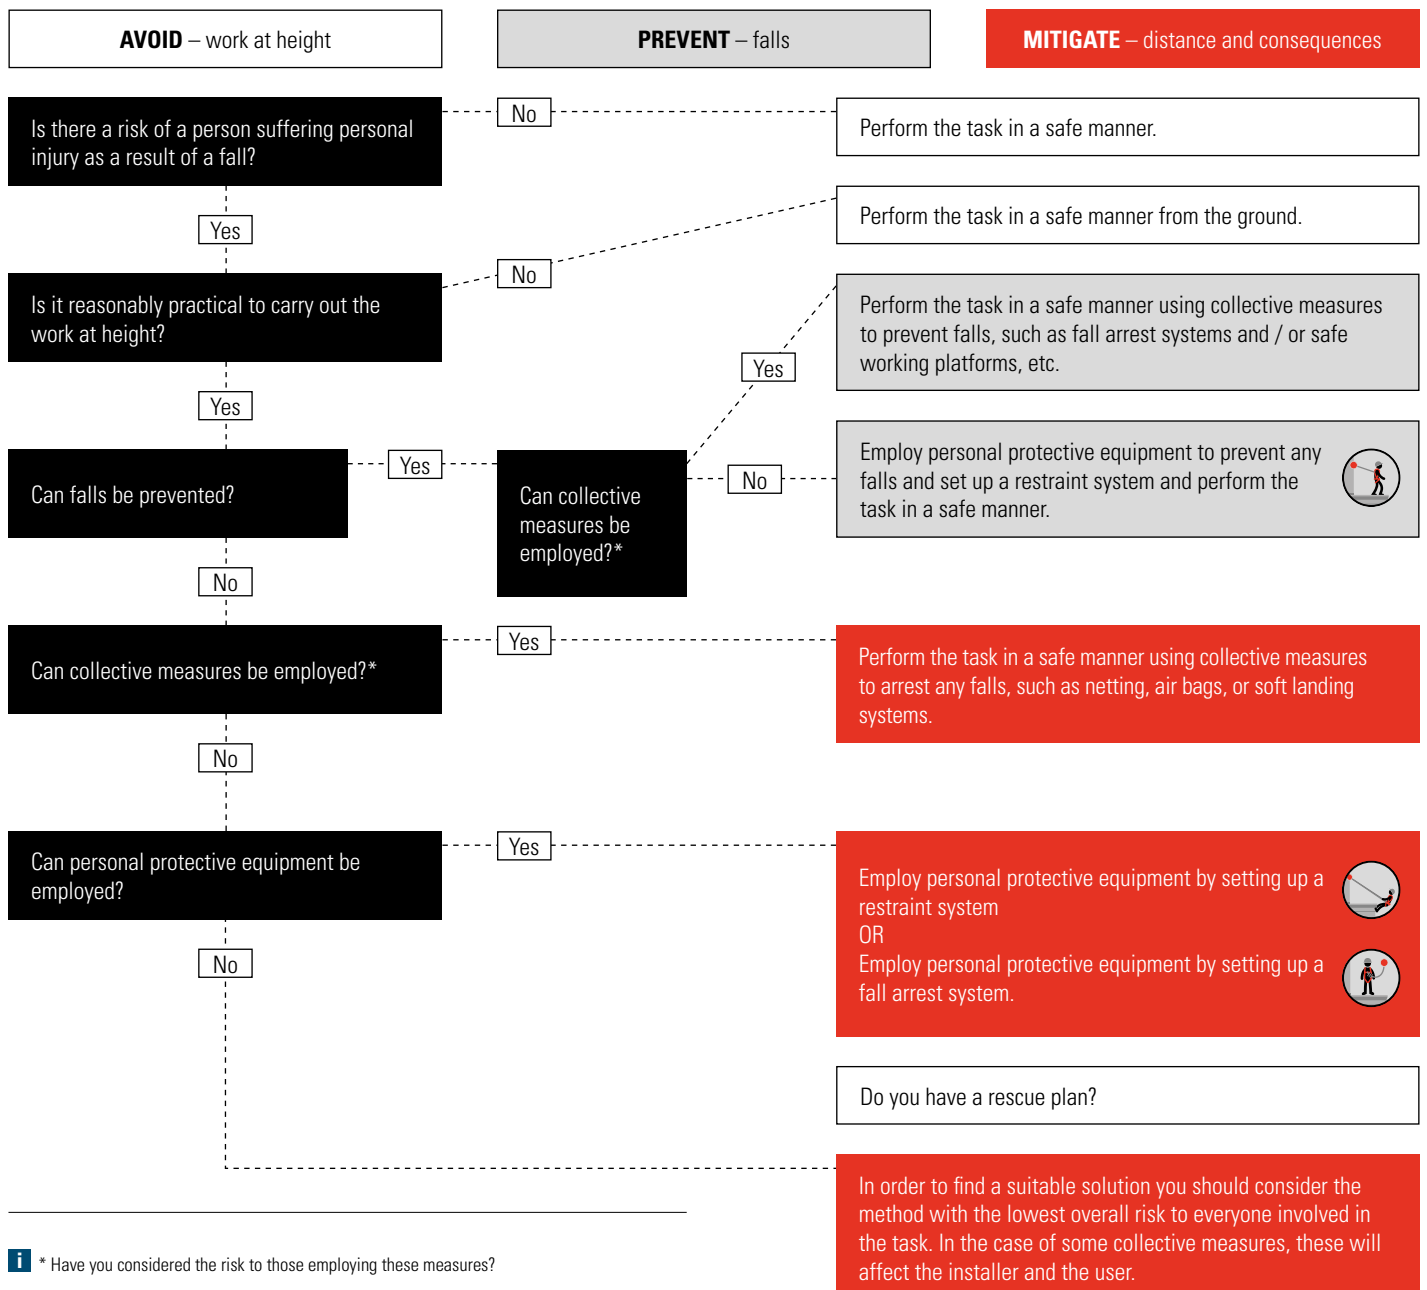 AVOID – work at height
PREVENT – falls
MITIGATE – distance and consequences
Is there a risk of a person suffering personal
injury as a result of a fall?
No
Perform the task in a safe manner.
Yes
Perform the task in a safe manner from the ground.
No
Is it reasonably practical to carry out the
work at height?
Perform the task in a safe manner using collective measures
to prevent falls, such as fall arrest systems and / or safe
working platforms, etc.
Yes
Yes
Can falls be prevented?
Yes
Can collective
measures be
employed?*
No
Employ personal protective equipment to prevent any
falls and set up a restraint system and perform the
task in a safe manner.
No
Can collective measures be employed?*
Yes
Perform the task in a safe manner using collective measures
to arrest any falls, such as netting, air bags, or soft landing
systems.
No
Can personal protective equipment be
employed?
Yes
Employ personal protective equipment by setting up a
restraint system
OR
Employ personal protective equipment by setting up a
fall arrest system.
No
Do you have a rescue plan?
In order to find a suitable solution you should consider the
method with the lowest overall risk to everyone involved in
the task. In the case of some collective measures, these will
affect the installer and the user.
i * Have you considered the risk to those employing these measures?